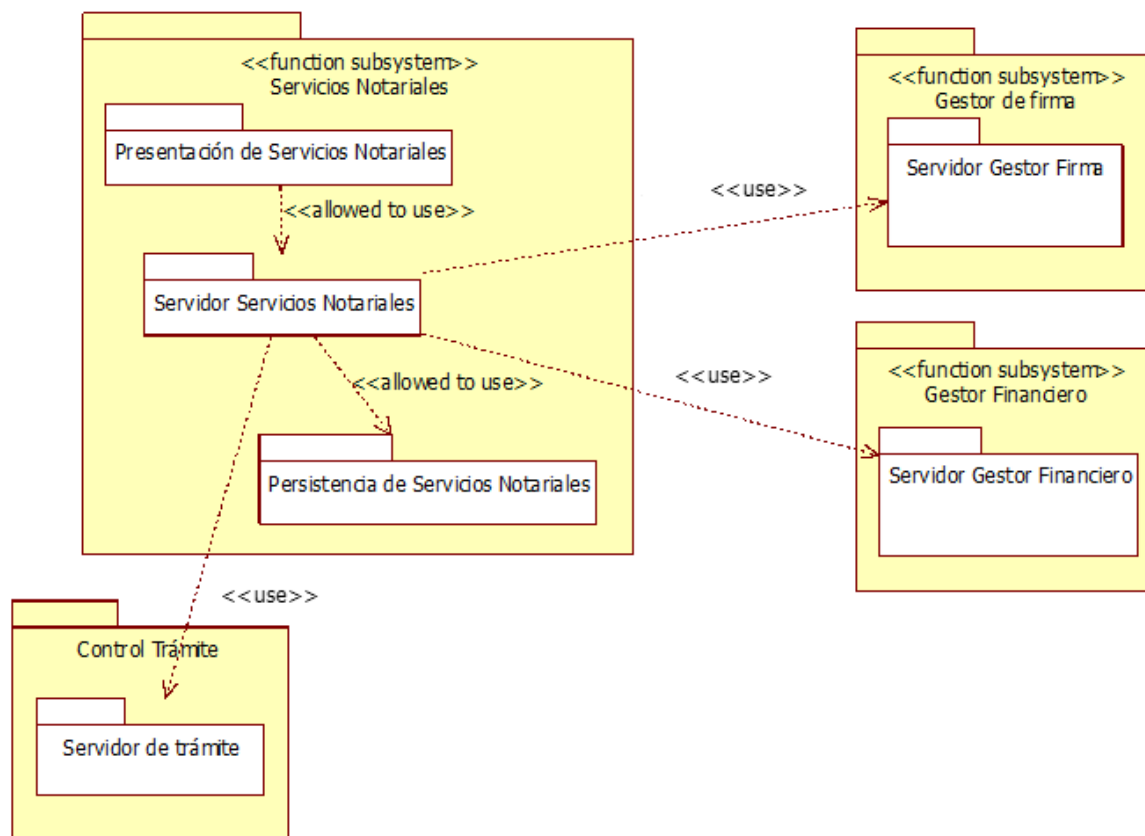 <<function subsystem>>
Servicios Notariales
Presentación de Servicios Notariales
<<allowed to use>>
Servidor Servicios Notariales
<<allowed to use>>
Persistencia de Servicios Notariales
<<use>>
<<function subsystem>>
Gestor de firma
Servidor Gestor Firma
<<use>>
<<function subsystem>>
Gestor Financiero
Servidor Gestor Financiero
<<use>>
Control Trámite
Servidor de trámite